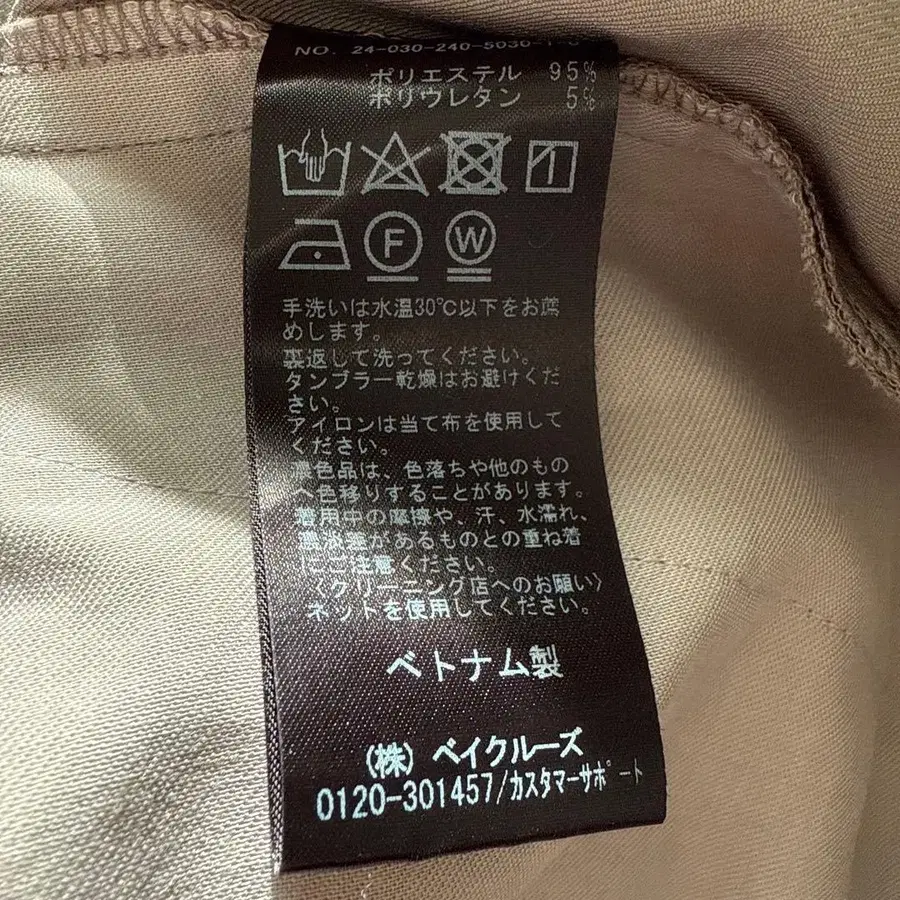 NO. 24-030-240-5030-1-0
ポリエステル 95%
ポリウレタン 5%
F W
手洗いは水温30℃以下をお薦
めします。
裏返して洗ってください。
タンブラー乾燥はお避けくだ
さい。
アイロンは当て布を使用して
ください。
濃色品は、色落ちや他のもの
へ色移りすることがあります。
着用中の摩擦や、汗、水濡れ、
濃淡差があるものとの重ね着
にご注意ください。
〈クリーニング店へのお願い〉
ネットを使用してください。
ベトナム製
(株) ベイクルーズ
0120-301457/カスタマーサポート